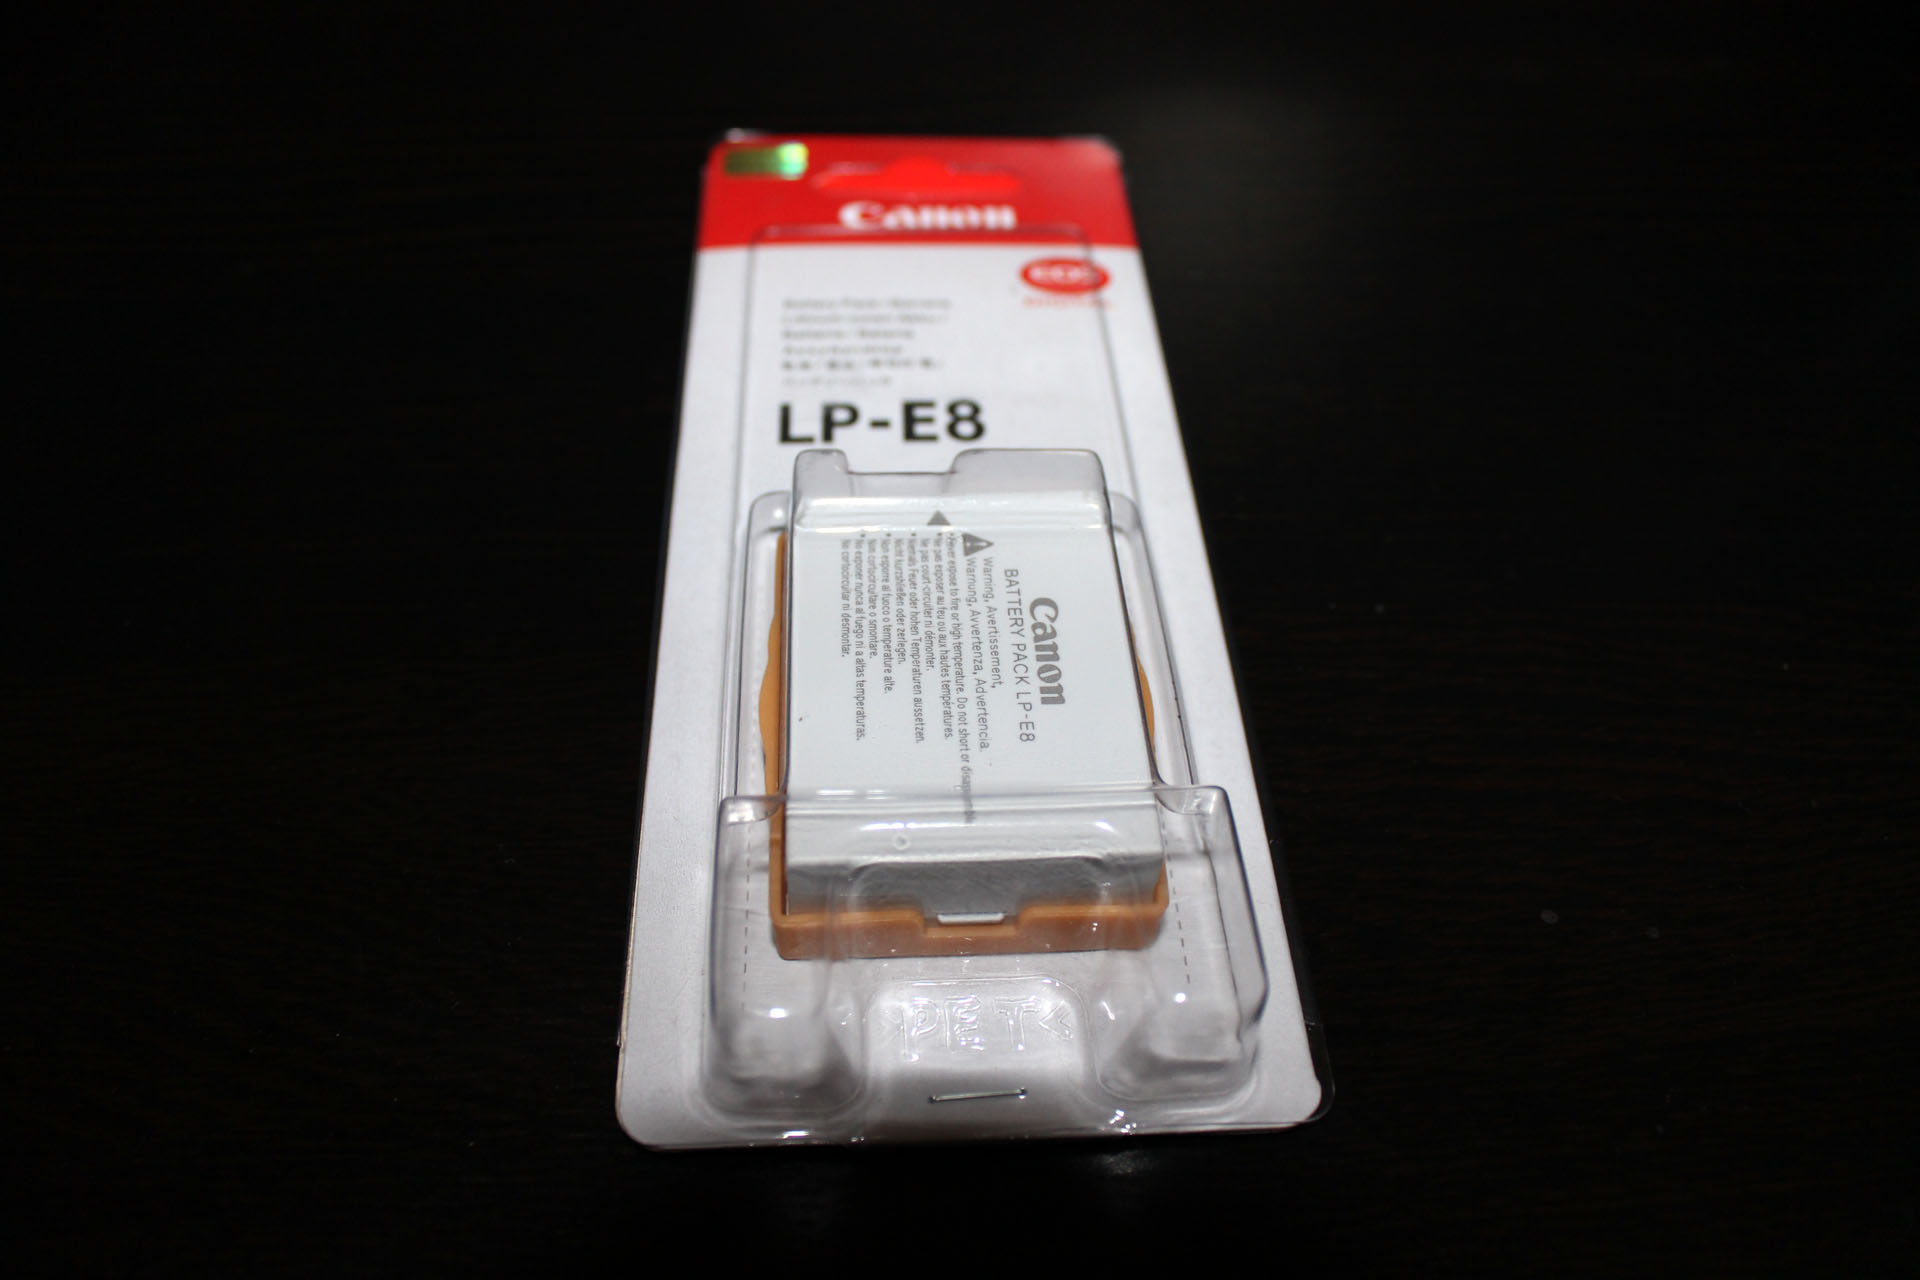 Canon
EOS
LP-E8
Canon
BATTERY PACK LP-E8
Warning, Avertissement,
Warnung, Avvertenza, Advertencia.
• Never expose to fire or high temperature. Do not short or disassemble
• Ne pas exposer au feu ou aux hautes températures.
Ne pas court-circuiter ni démonter.
• Niemals Feuer oder hohen Temperaturen aussetzen.
Nicht kurzschließen oder zerlegen.
• Non esporre al fuoco o temperature alte.
Non cortocircuitare o smontare.
• No exponer nunca al fuego ni a altas temperaturas.
No cortocircuitar ni desmontar.
PET